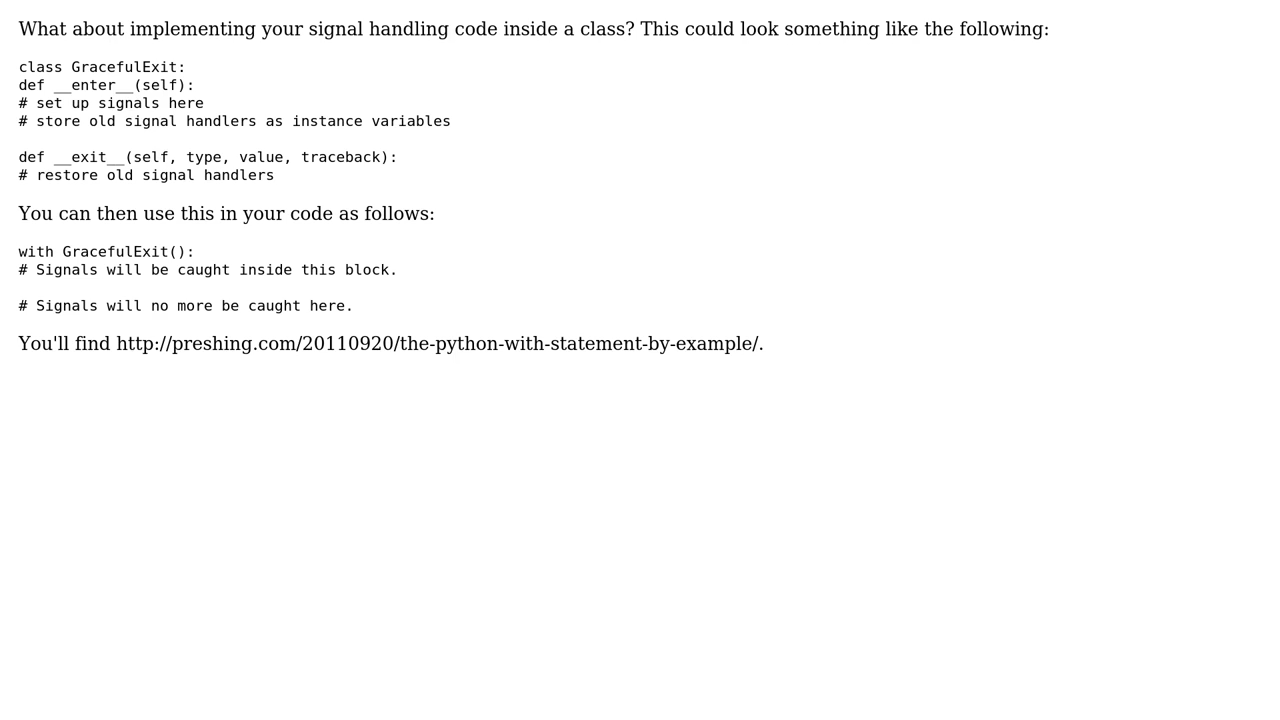 What about implementing your signal handling code inside a class? This could look something like the following:
class GracefulExit:
def __enter__(self):
# set up signals here
# store old signal handlers as instance variables
def __exit__(self, type, value, traceback):
# restore old signal handlers
You can then use this in your code as follows:
with GracefulExit():
# Signals will be caught inside this block.
# Signals will no more be caught here.
You'll find http://preshing.com/20110920/the-python-with-statement-by-example/.